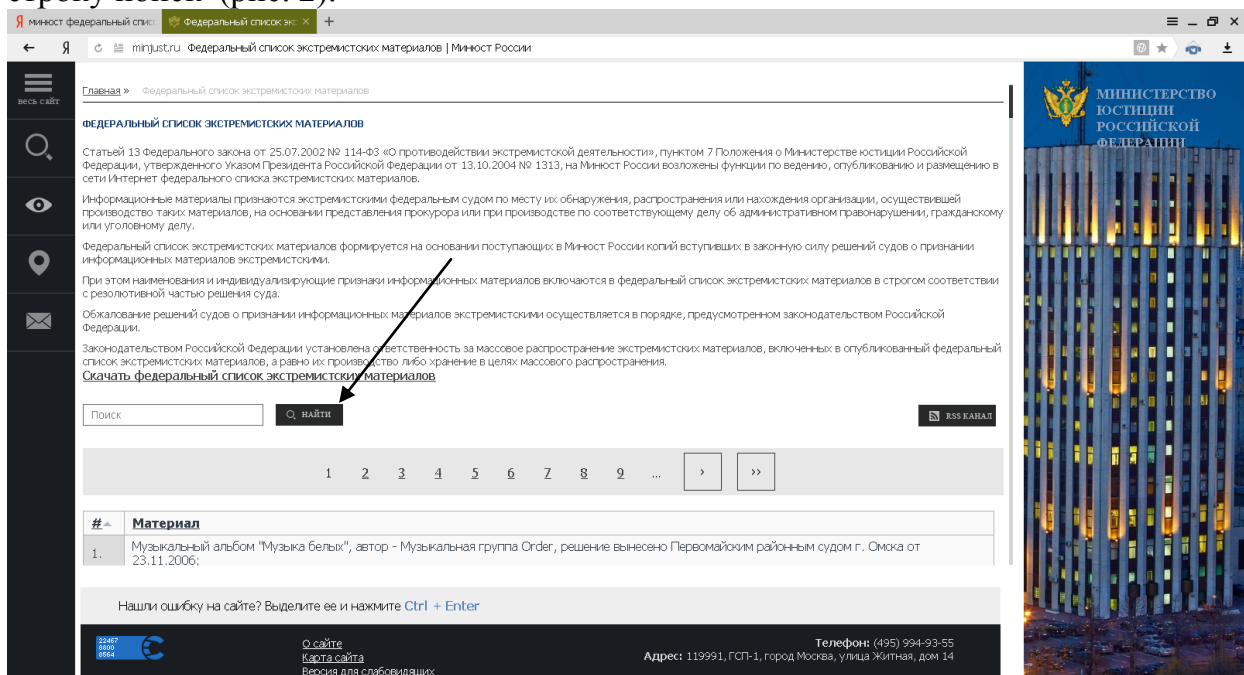 строку поиск (рис. 2).
минюст федеральный спис
Федеральный список экс
minjust.ru Федеральный список экстремистских материалов | Минюст России
весь сайт
Главная » Федеральный список экстремистских материалов
ФЕДЕРАЛЬНЫЙ СПИСОК ЭКСТРЕМИСТСКИХ МАТЕРИАЛОВ
Статьей 13 Федерального закона от 25.07.2002 № 114-ФЗ «О противодействии экстремистской деятельности», пунктом 7 Положения о Министерстве юстиции Российской
Федерации, утвержденного Указом Президента Российской Федерации от 13.10.2004 № 1313, на Минюст России возложены функции по ведению, опубликованию и размещению в
сети Интернет федерального списка экстремистских материалов.
Информационные материалы признаются экстремистскими федеральным судом по месту их обнаружения, распространения или нахождения организации, осуществившей
производство таких материалов, на основании представления прокурора или при производстве по соответствующему делу об административном правонарушении, гражданскому
или уголовному делу.
Федеральный список экстремистских материалов формируется на основании поступающих в Минюст России копий вступивших в законную силу решений судов о признании
информационных материалов экстремистскими.
При этом наименования и индивидуализирующие признаки информационных материалов включаются в федеральный список экстремистских материалов в строгом соответствии
с резолютивной частью решения суда.
Обжалование решений судов о признании информационных материалов экстремистскими осуществляется в порядке, предусмотренном законодательством Российской
Федерации.
Законодательством Российской Федерации установлена ответственность за массовое распространение экстремистских материалов, включенных в опубликованный федеральный
список экстремистских материалов, а равно их производство либо хранение в целях массового распространения.
Скачать федеральный список экстремистских материалов
Поиск
НАЙТИ
RSS КАНАЛ
1 2 3 4 5 6 7 8 9 ... > >>
# Материал
1. Музыкальный альбом "Музыка белых", автор - Музыкальная группа Order, решение вынесено Первомайским районным судом г. Омска от
23.11.2006;
Нашли ошибку на сайте? Выделите ее и нажмите Ctrl + Enter
22467
8800
8564
О сайте
Карта сайта
Версия для слабовидящих
Телефон: (495) 994-93-55
Адрес: 119991, ГСП-1, город Москва, улица Житная, дом 14
МИНИСТЕРСТВО
ЮСТИЦИИ
РОССИЙСКОЙ
ФЕДЕРАЦИИ